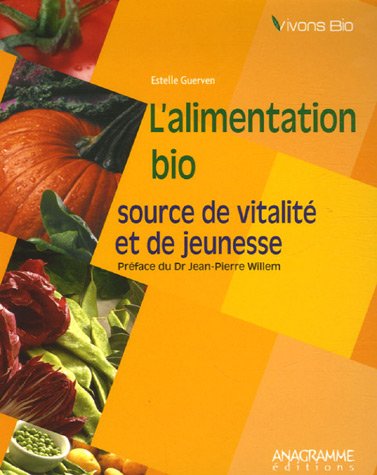 Vivons Bio
Estelle Guerven
L'alimentation
bio
source de vitalité
et de jeunesse
Préface du Dr Jean-Pierre Willem
ANAGRAMME
éditions